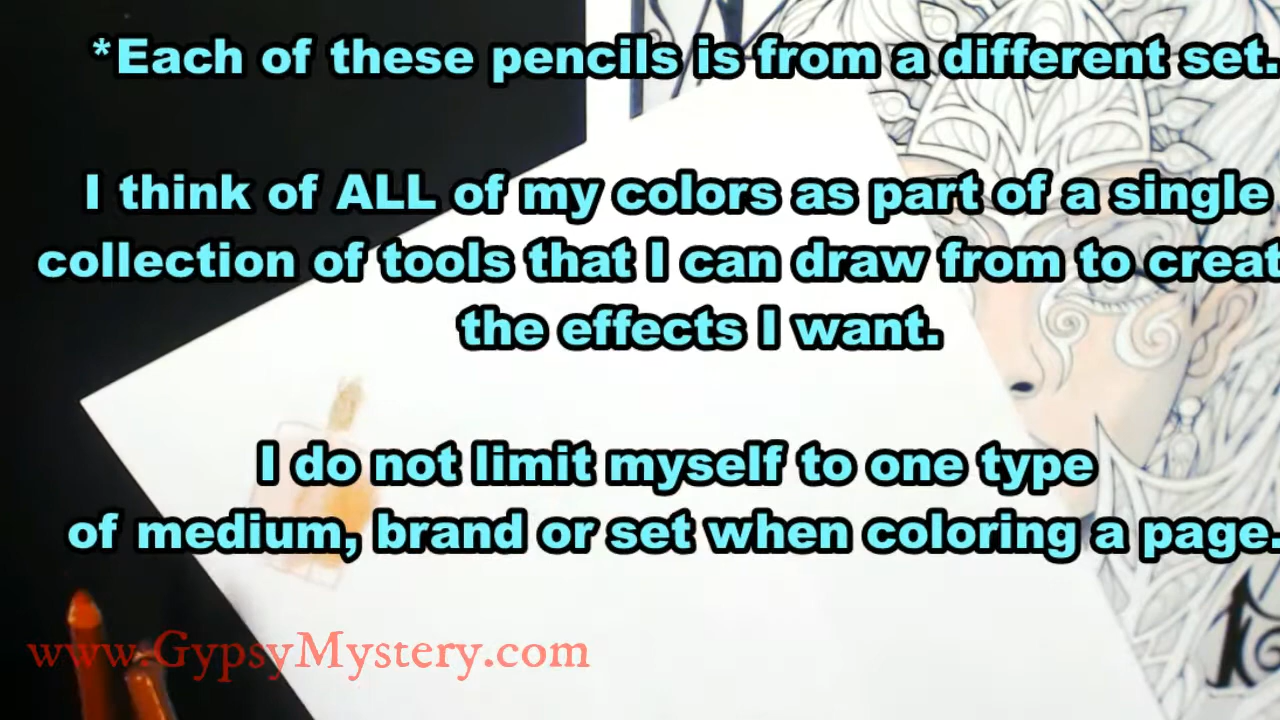 *Each of these pencils is from a different set.
I think of ALL of my colors as part of a single
collection of tools that I can draw from to creat
the effects I want.
I do not limit myself to one type
of medium, brand or set when coloring a page.
www.GypsyMystery.com